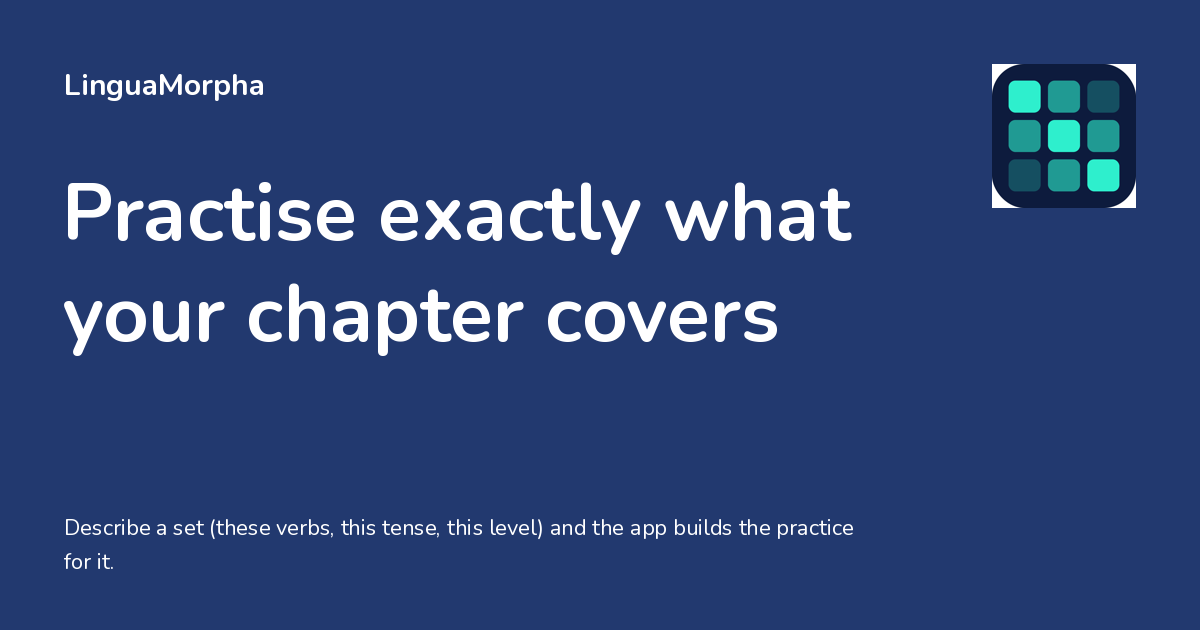 LinguaMorpha
Practise exactly what
your chapter covers
Describe a set (these verbs, this tense, this level) and the app builds the practice
for it.